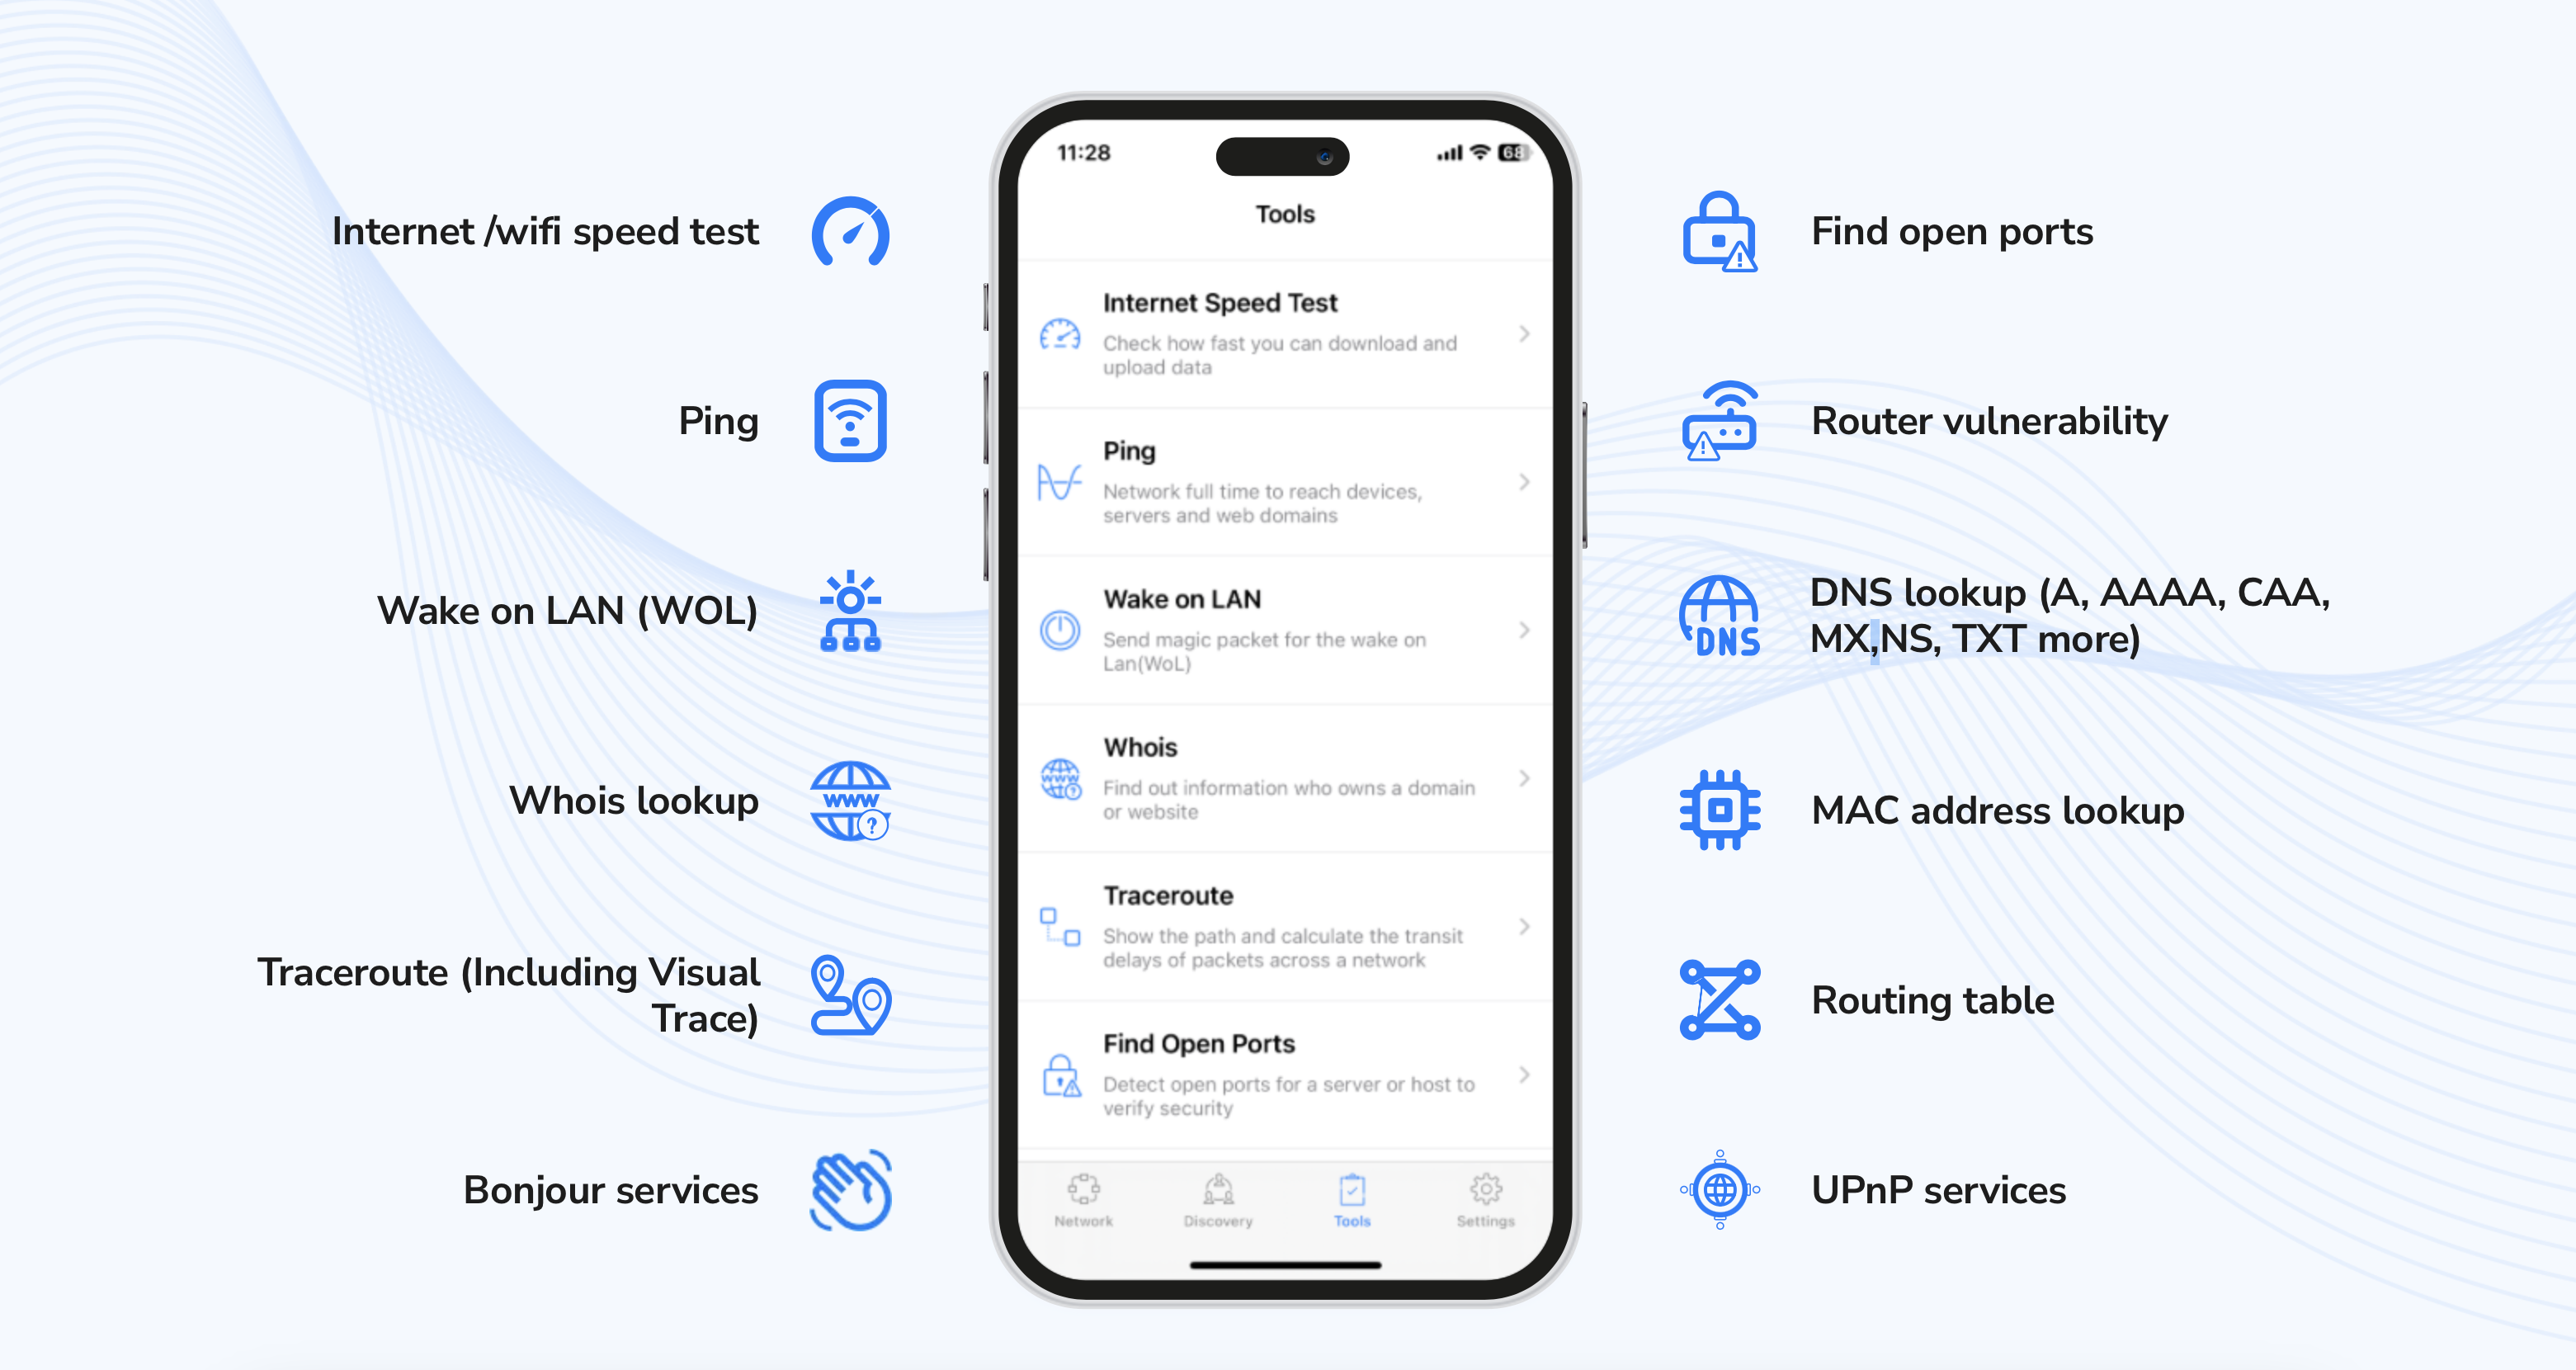 Internet /wifi speed test
Ping
Wake on LAN (WOL)
Whois lookup
www
?
Traceroute (Including Visual
Trace)
Bonjour services
11:28
68
Tools
Internet Speed Test
Check how fast you can download and
upload data
Ping
Network full time to reach devices,
servers and web domains
Wake on LAN
Send magic packet for the wake on
Lan(WoL)
Whois
www
?
Find out information who owns a domain
or website
Traceroute
Show the path and calculate the transit
delays of packets across a network
Find Open Ports
Detect open ports for a server or host to
verify security
Network
Discovery
Tools
Settings
Find open ports
Router vulnerability
DNS
DNS lookup (A, AAAA, CAA,
MX,NS, TXT more)
MAC address lookup
Routing table
UPnP services